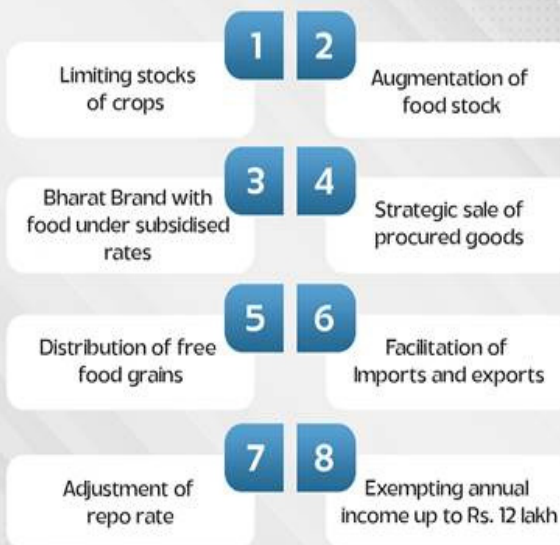 1
Limiting stocks
of crops
2
Augmentation of
food stock
3
Bharat Brand with
food under subsidised
rates
4
Strategic sale of
procured goods
5
Distribution of free
food grains
6
Facilitation of
Imports and exports
7
Adjustment of
repo rate
8
Exempting annual
income up to Rs. 12 lakh